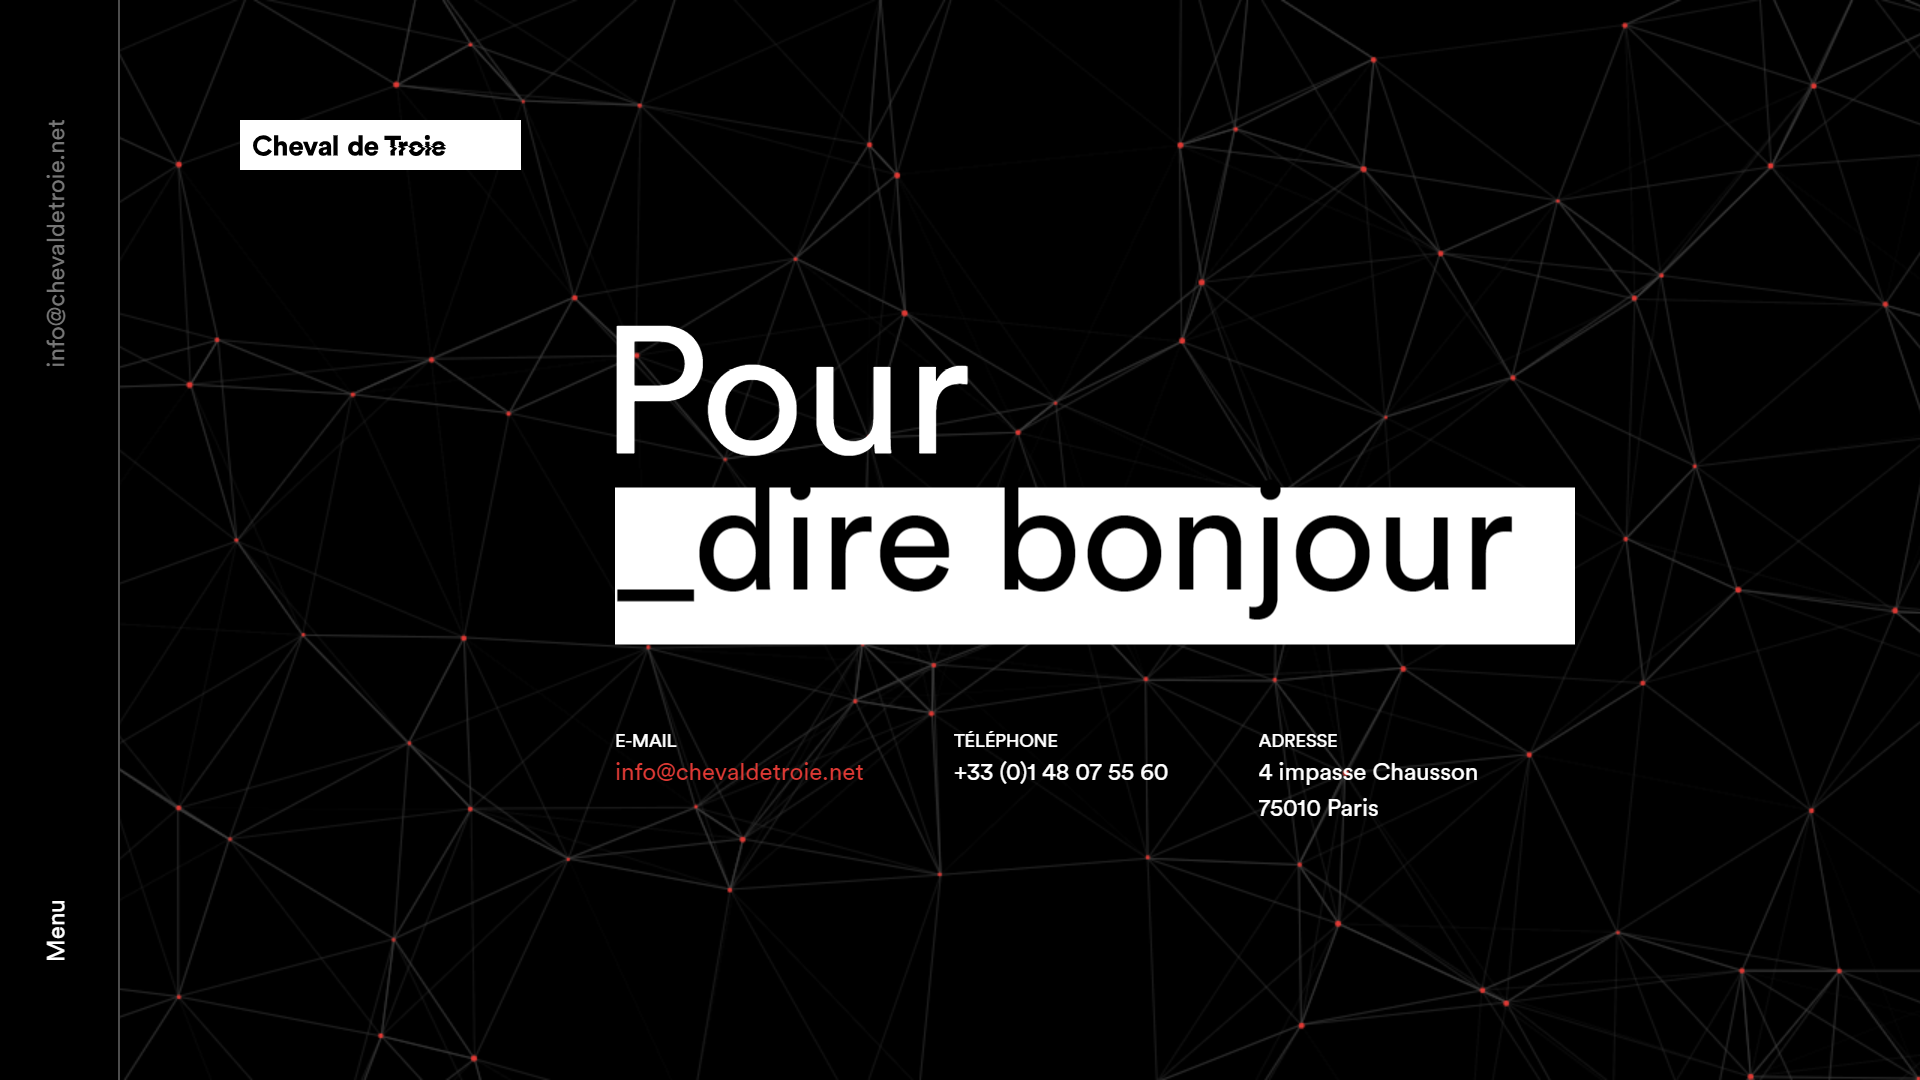 info@chevaldetroie.net
Menu
Cheval de Troie
Pour
_dire bonjour
E-MAIL
info@chevaldetroie.net
TÉLÉPHONE
+33 (0)1 48 07 55 60
ADRESSE
4 impasse Chausson
75010 Paris